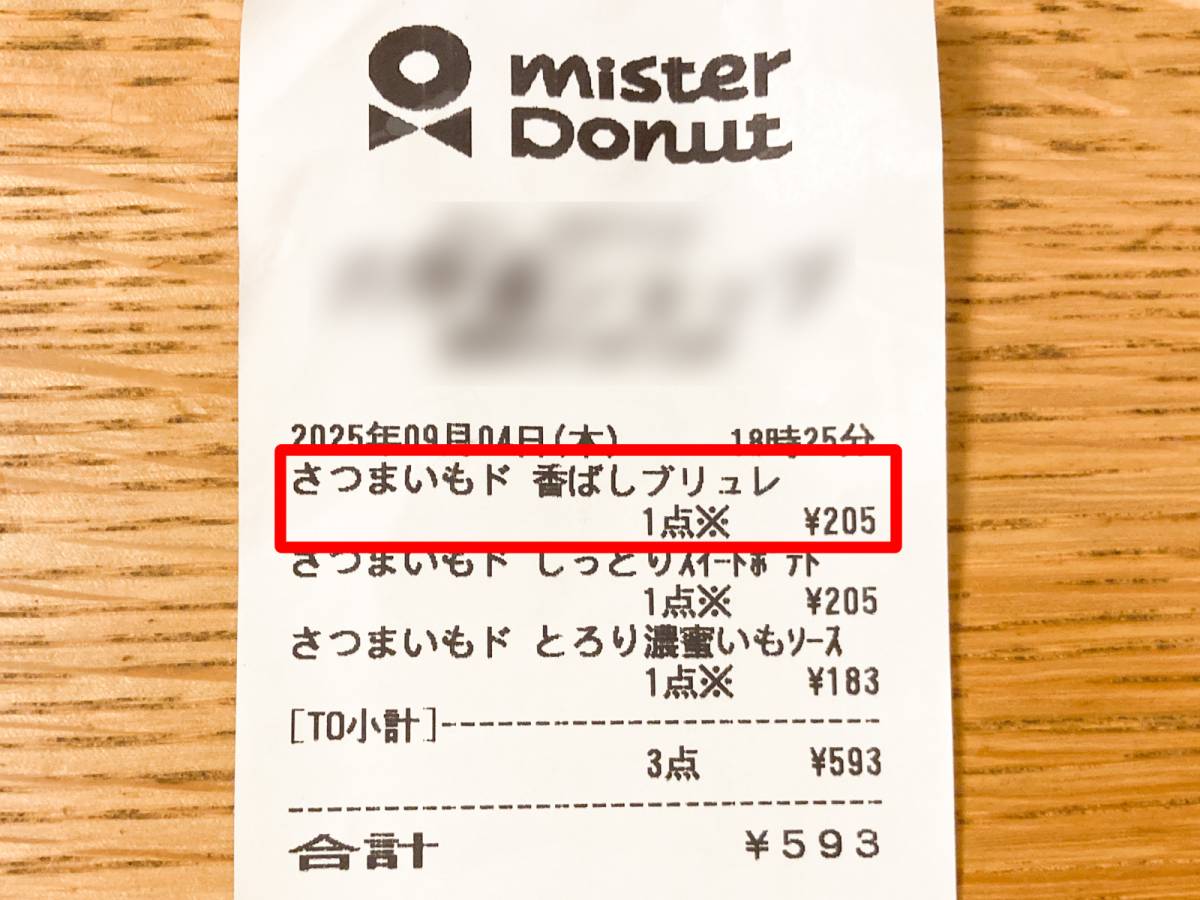 mister
Donut
2025年09月04日(木) 18時25分
さつまいもド 香ばしブリュレ
1点※ ¥205
さつまいもド しっとりｽｲｰﾄﾎﾟﾃﾄ
1点※ ¥205
さつまいもド とろり濃蜜いもｿｰｽ
1点※ ¥183
[TO小計]--------------------
3点 ¥593
合計 ¥593